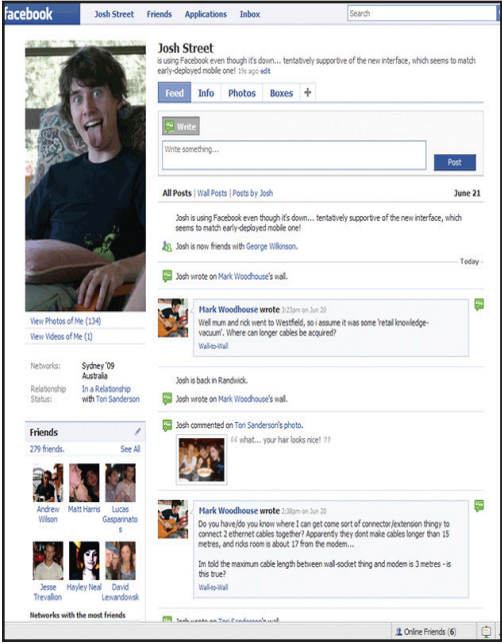 facebook
Josh Street Friends Applications Inbox
Search
Josh Street
is using Facebook even though it's down... tentatively supportive of the new interface, which seems to match
early-deployed mobile one! 19s ago edit
Feed Info Photos Boxes +
Write
Write something...
Post
All Posts | Wall Posts | Posts by Josh June 21
Josh is using Facebook even though it's down... tentatively supportive of the new interface, which
seems to match early-deployed mobile one!
Josh is now friends with George Wilkinson.
Today
Josh wrote on Mark Woodhouse's wall.
Mark Woodhouse wrote 3:23pm on Jun 20
Well mum and rick went to Westfield, so i assume it was some 'retail knowledge-
vacuum'. Where can longer cables be acquired?
Wall-to-Wall
Josh is back in Randwick.
Josh wrote on Mark Woodhouse's wall.
Josh commented on Tori Sanderson's photo.
“ what... your hair looks nice! ”
Mark Woodhouse wrote 2:38pm on Jun 20
Do you have/do you know where I can get come sort of connector/extension thingy to
connect 2 ethernet cables together? Apparently they dont make cables longer than 15
metres, and ricks room is about 17 from the modem...
Im told the maximum cable length between wall-socket thing and modem is 3 metres - is
this true?
Wall-to-Wall
Josh wrote on Tori Sanderson's wall.
View Photos of Me (134)
View Videos of Me (1)
Networks: Sydney '09
Australia
Relationship In a Relationship
Status: with Tori Sanderson
Friends
279 friends. See All
Andrew Matt Harris Lucas
Wilson Gasparinato
s
Jesse Hayley Neal David
Trevallion Lewandowsk
Networks with the most friends
Online Friends (6)